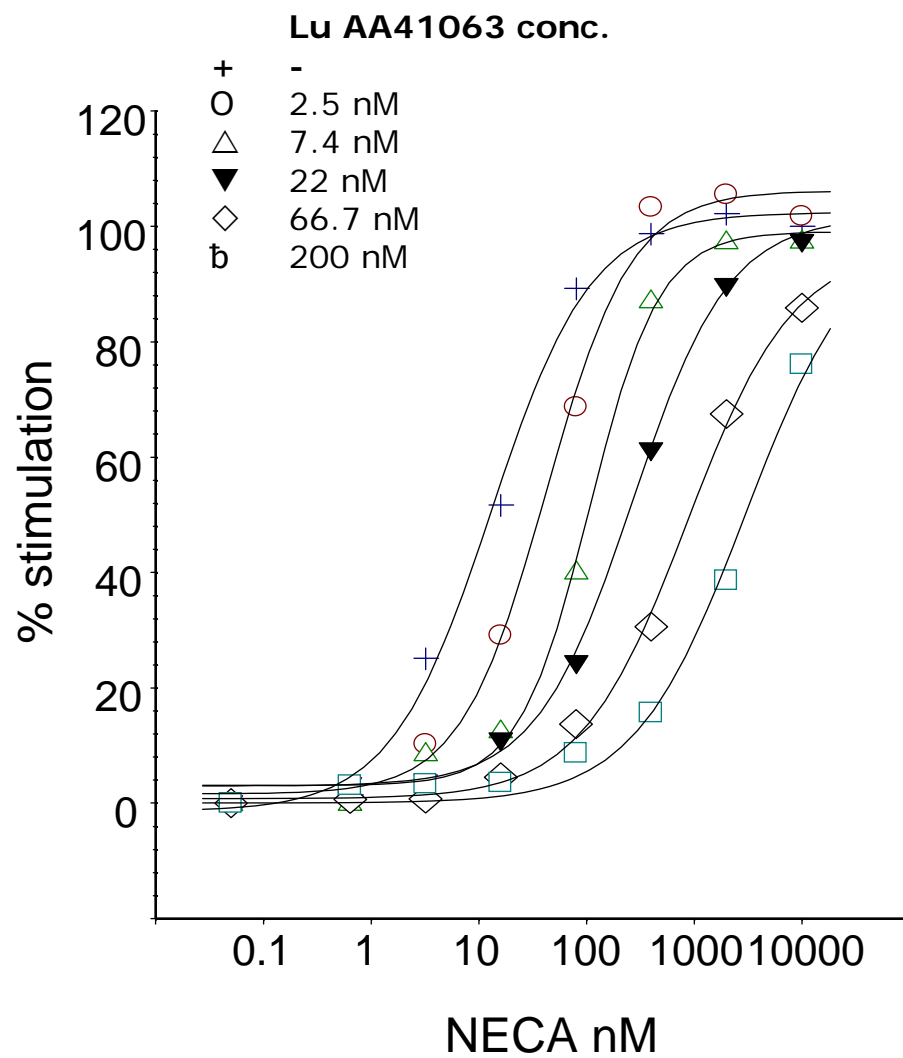 Lu AA41063 conc.
+ -
O 2.5 nM
△ 7.4 nM
▼ 22 nM
◇ 66.7 nM
ƀ 200 nM
120
100
80
60
40
20
0
% stimulation
0.1 1 10 100 1000 10000
NECA nM